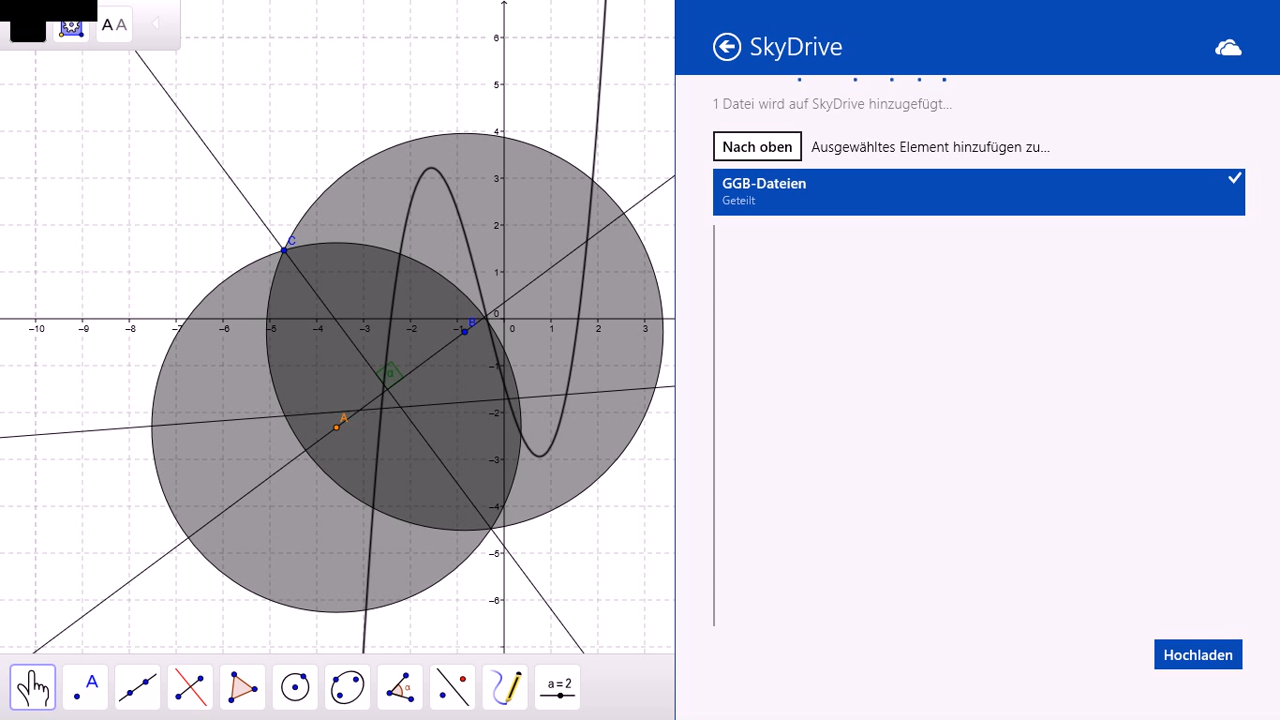 AA
6
5
4
3
2
1
0
–10
–9
–8
–7
–6
–5
–4
–3
–2
–1
0
1
2
3
–1
–2
–3
–4
–5
–6
C
B
α
A
A
α
a = 2
SkyDrive
1 Datei wird auf SkyDrive hinzugefügt...
Nach oben
Ausgewähltes Element hinzufügen zu...
GGB-Dateien
Geteilt
Hochladen